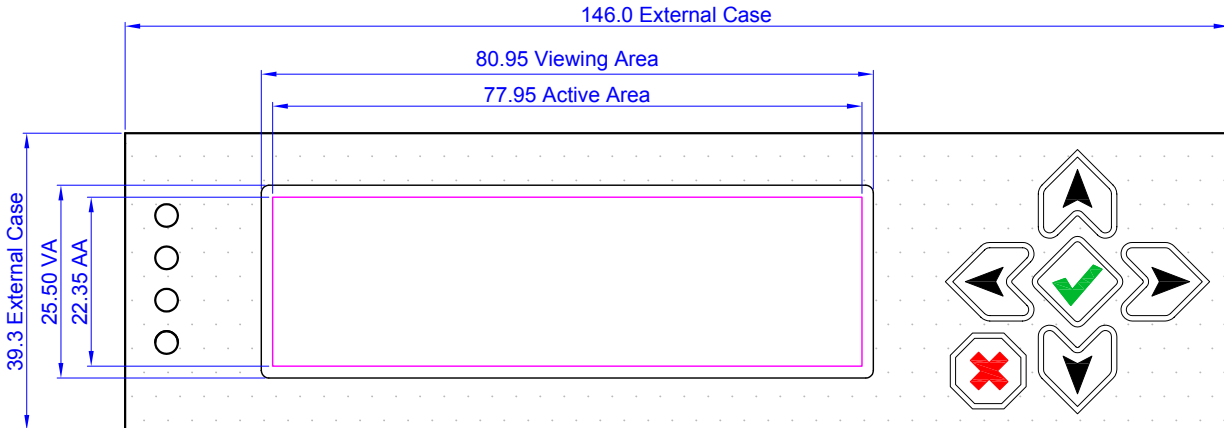 146.0 External Case
80.95 Viewing Area
77.95 Active Area
39.3 External Case
25.50 VA
22.35 AA